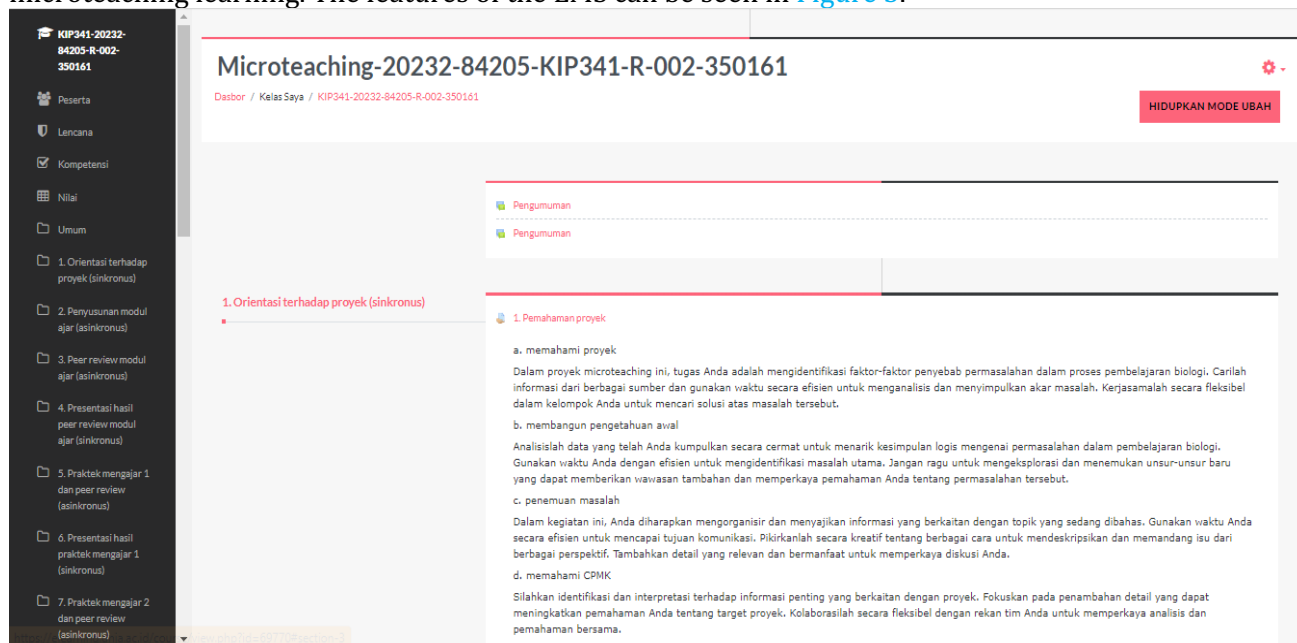 microteaching learning. The features of the LMS can be seen in Figure 3.
KIP341-20232-
84205-R-002-
350161
Peserta
Lencana
Kompetensi
Nilai
Umum
1. Orientasi terhadap
proyek (sinkronus)
2. Penyusunan modul
ajar (asinkronus)
3. Peer review modul
ajar (asinkronus)
4. Presentasi hasil
peer review modul
ajar (sinkronus)
5. Praktek mengajar 1
dan peer review
(asinkronus)
6. Presentasi hasil
praktek mengajar 1
(sinkronus)
7. Praktek mengajar 2
dan peer review
(asinkronus)
Microteaching-20232-84205-KIP341-R-002-350161
Dasbor / Kelas Saya / KIP341-20232-84205-R-002-350161
HIDUPKAN MODE UBAH
Pengumuman
Pengumuman
1. Orientasi terhadap proyek (sinkronus)
1. Pemahaman proyek
a. memahami proyek
Dalam proyek microteaching ini, tugas Anda adalah mengidentifikasi faktor-faktor penyebab permasalahan dalam proses pembelajaran biologi. Carilah
informasi dari berbagai sumber dan gunakan waktu secara efisien untuk menganalisis dan menyimpulkan akar masalah. Kerjasamalah secara fleksibel
dalam kelompok Anda untuk mencari solusi atas masalah tersebut.
b. membangun pengetahuan awal
Analisislah data yang telah Anda kumpulkan secara cermat untuk menarik kesimpulan logis mengenai permasalahan dalam pembelajaran biologi.
Gunakan waktu Anda dengan efisien untuk mengidentifikasi masalah utama. Jangan ragu untuk mengeksplorasi dan menemukan unsur-unsur baru
yang dapat memberikan wawasan tambahan dan memperkaya pemahaman Anda tentang permasalahan tersebut.
c. penemuan masalah
Dalam kegiatan ini, Anda diharapkan mengorganisir dan menyajikan informasi yang berkaitan dengan topik yang sedang dibahas. Gunakan waktu Anda
secara efisien untuk mencapai tujuan komunikasi. Pikirkanlah secara kreatif tentang berbagai cara untuk mendeskripsikan dan memandang isu dari
berbagai perspektif. Tambahkan detail yang relevan dan bermanfaat untuk memperkaya diskusi Anda.
d. memahami CPMK
Silahkan identifikasi dan interpretasi terhadap informasi penting yang berkaitan dengan proyek. Fokuskan pada penambahan detail yang dapat
meningkatkan pemahaman Anda tentang target proyek. Kolaborasilah secara fleksibel dengan rekan tim Anda untuk memperkaya analisis dan
pemahaman bersama.